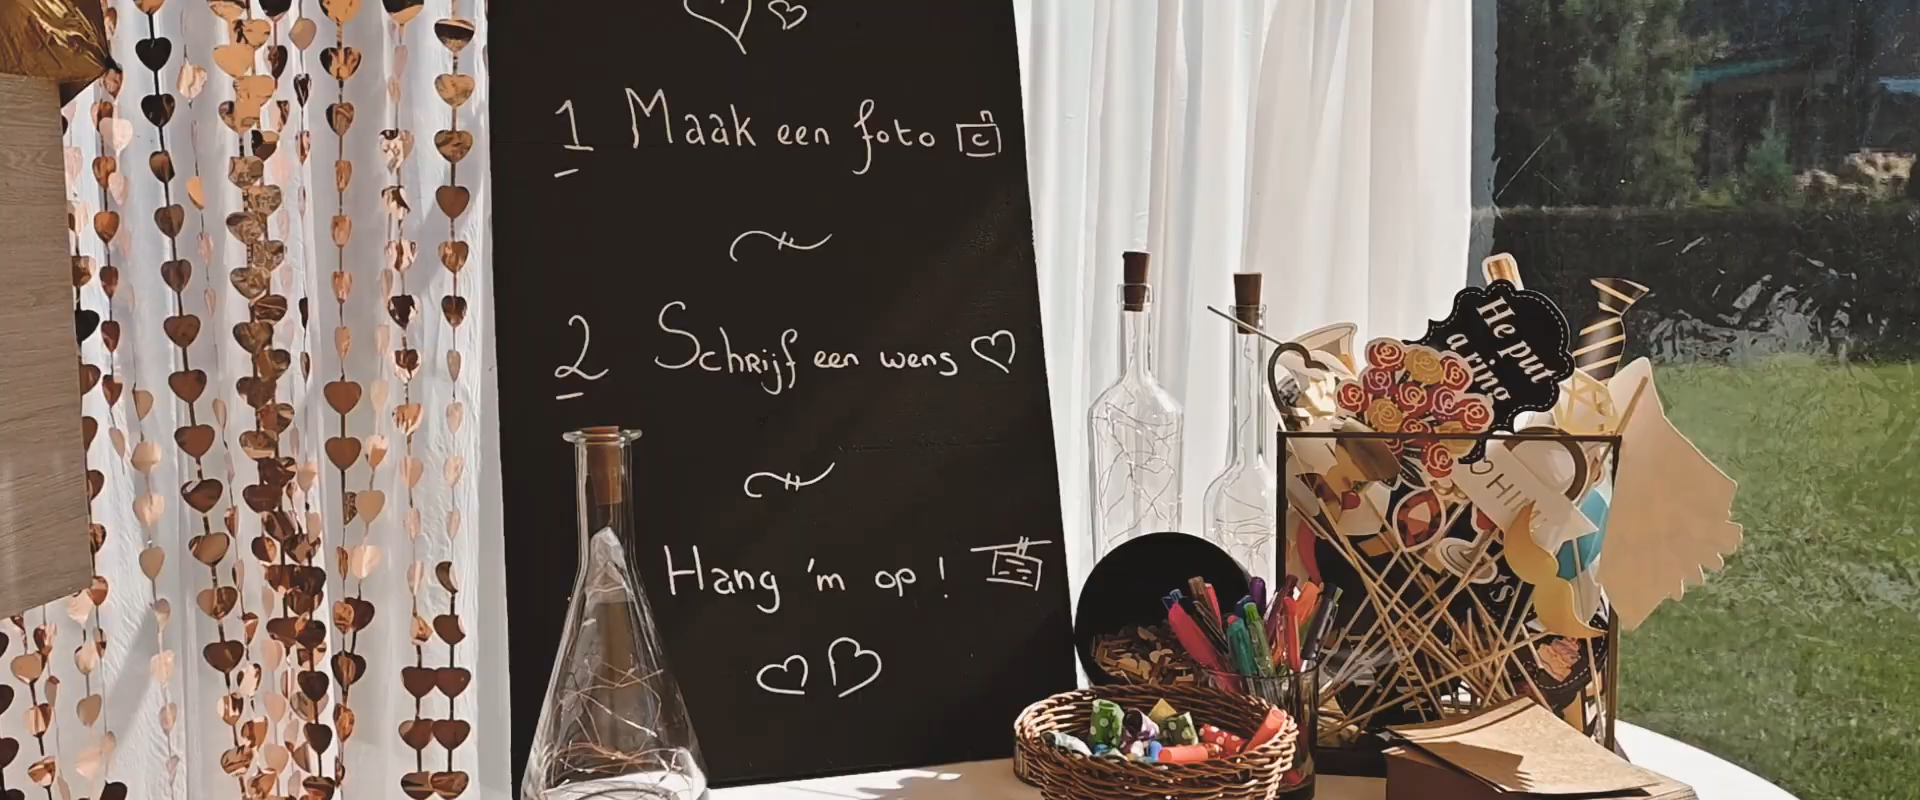 1 Maak een foto
2 Schrijf een wens
Hang 'm op!
He put
a ring